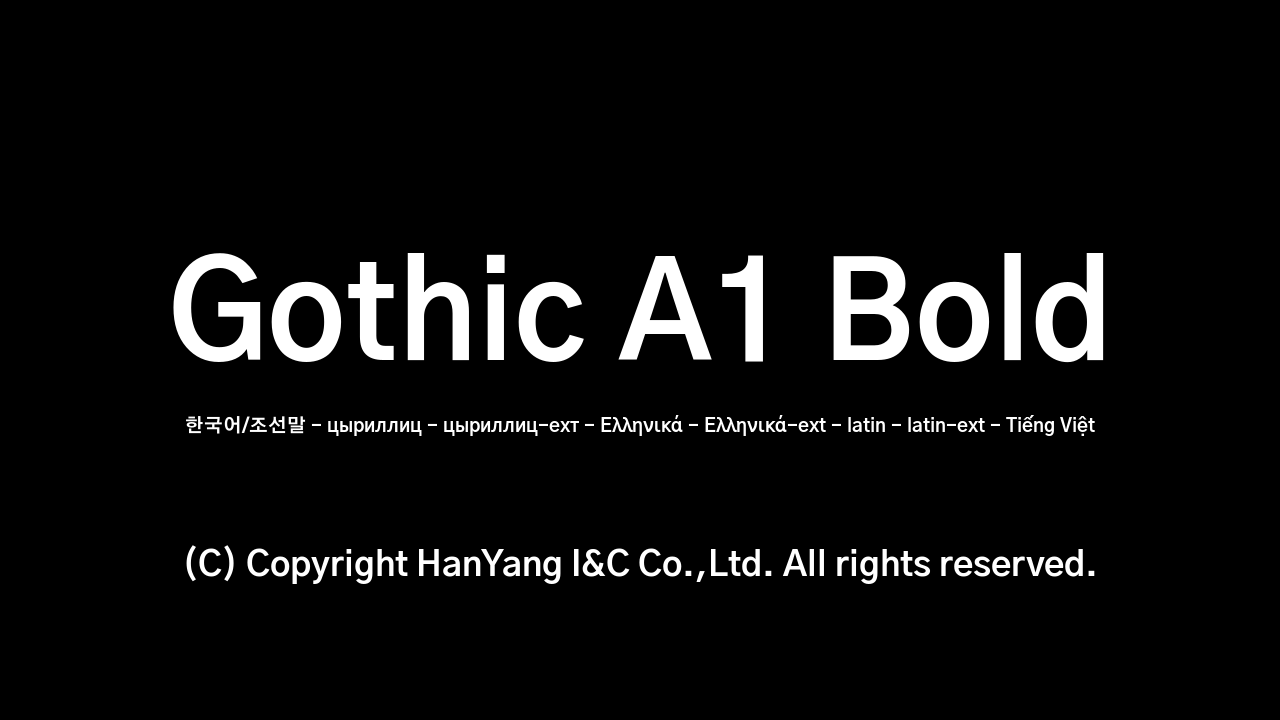 Gothic A1 Bold
한국어/조선말 - цыриллиц - цыриллиц-ехт - Ελληνικά - Ελληνικά-ext - latin - latin-ext - Tiếng Việt
(C) Copyright HanYang I&C Co.,Ltd. All rights reserved.